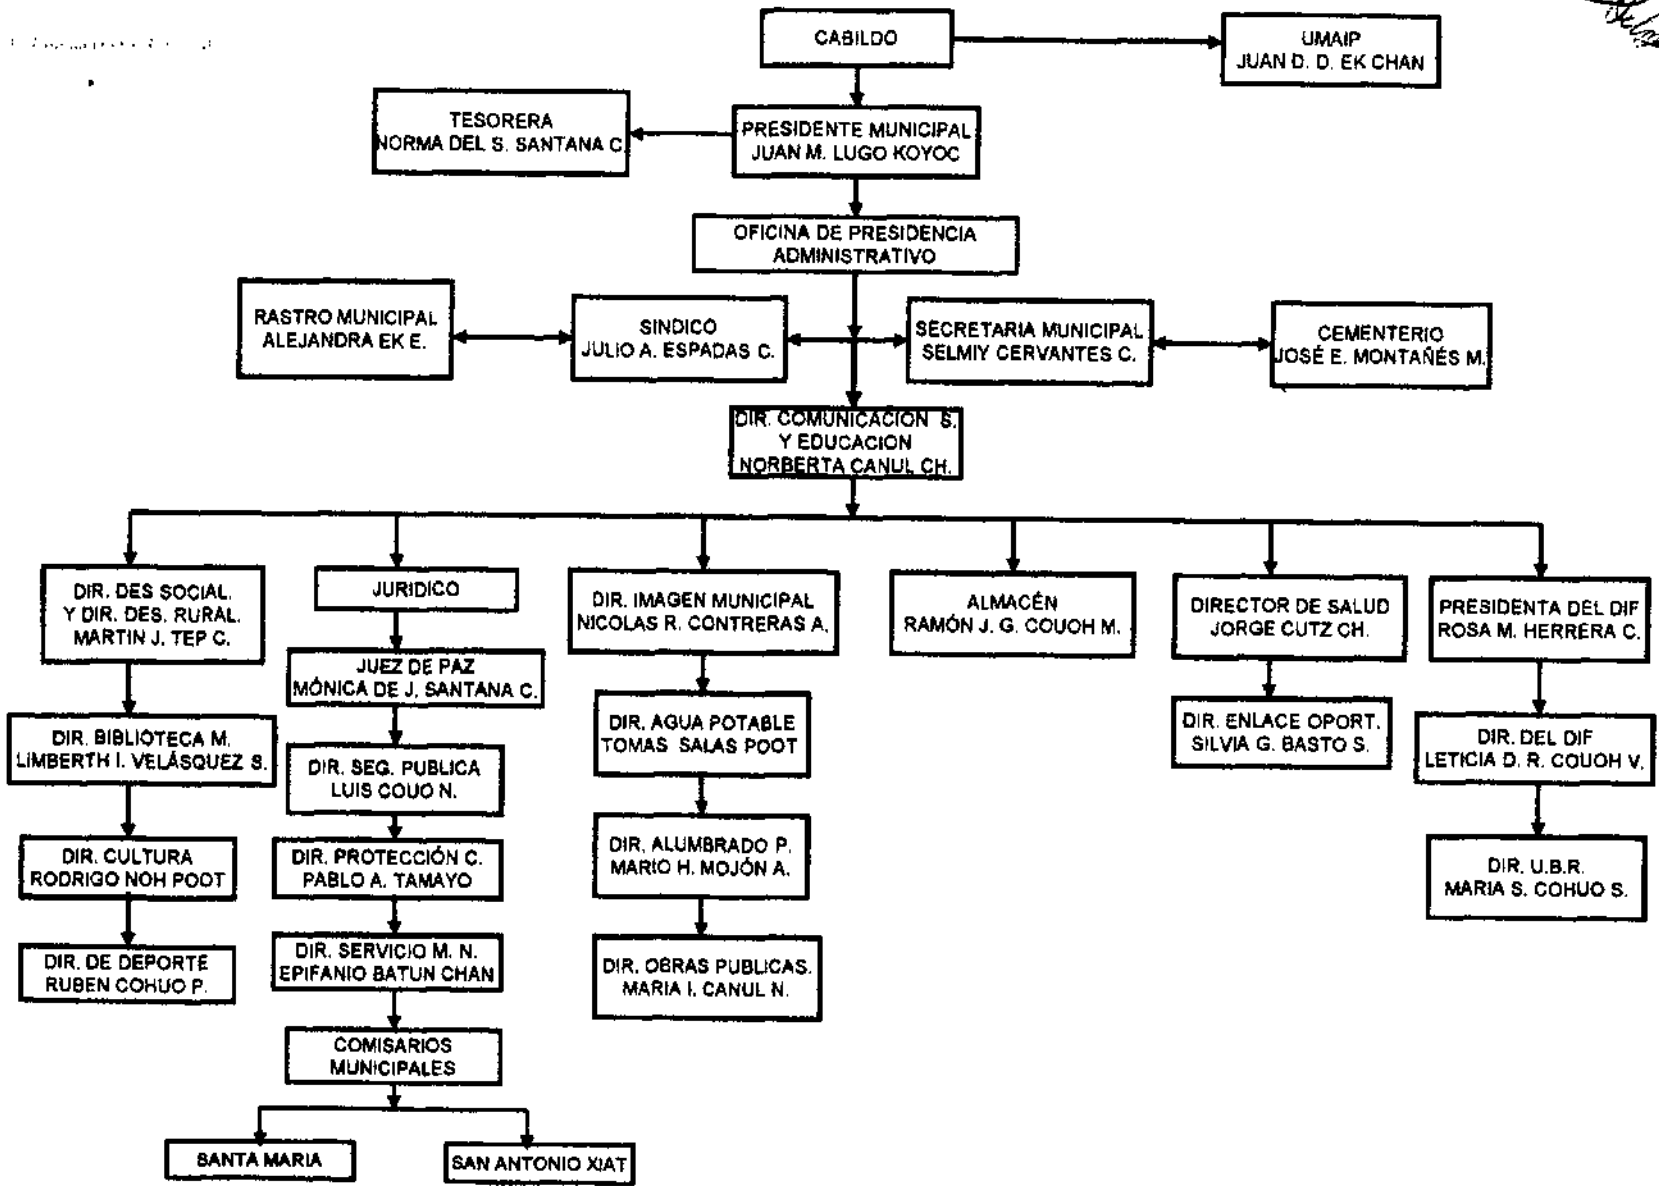 CABILDO
UMAIP
JUAN D. D. EK CHAN
TESORERA
NORMA DEL S. SANTANA C.
PRESIDENTE MUNICIPAL
JUAN M. LUGO KOYOC
OFICINA DE PRESIDENCIA
ADMINISTRATIVO
RASTRO MUNICIPAL
ALEJANDRA EK E.
SINDICO
JULIO A. ESPADAS C.
SECRETARIA MUNICIPAL
SELMIY CERVANTES C.
CEMENTERIO
JOSÉ E. MONTAÑÉS M.
DIR. COMUNICACION S.
Y EDUCACION
NORBERTA CANUL CH.
DIR. DES SOCIAL.
Y DIR. DES. RURAL.
MARTIN J. TEP C.
JURIDICO
DIR. IMAGEN MUNICIPAL
NICOLAS R. CONTRERAS A.
ALMACÉN
RAMÓN J. G. COUOH M.
DIRECTOR DE SALUD
JORGE CUTZ CH.
PRESIDENTA DEL DIF
ROSA M. HERRERA C.
JUEZ DE PAZ
MÓNICA DE J. SANTANA C.
DIR. BIBLIOTECA M.
LIMBERTH I. VELÁSQUEZ S.
DIR. SEG. PUBLICA
LUIS COUO N.
DIR. AGUA POTABLE
TOMAS SALAS POOT
DIR. ENLACE OPORT.
SILVIA G. BASTO S.
DIR. DEL DIF
LETICIA D. R. COUOH V.
DIR. CULTURA
RODRIGO NOH POOT
DIR. PROTECCIÓN C.
PABLO A. TAMAYO
DIR. ALUMBRADO P.
MARIO H. MOJÓN A.
DIR. U.B.R.
MARIA S. COHUO S.
DIR. DE DEPORTE
RUBEN COHUO P.
DIR. SERVICIO M. N.
EPIFANIO BATUN CHAN
DIR. OBRAS PUBLICAS.
MARIA I. CANUL N.
COMISARIOS
MUNICIPALES
SANTA MARIA
SAN ANTONIO XIAT